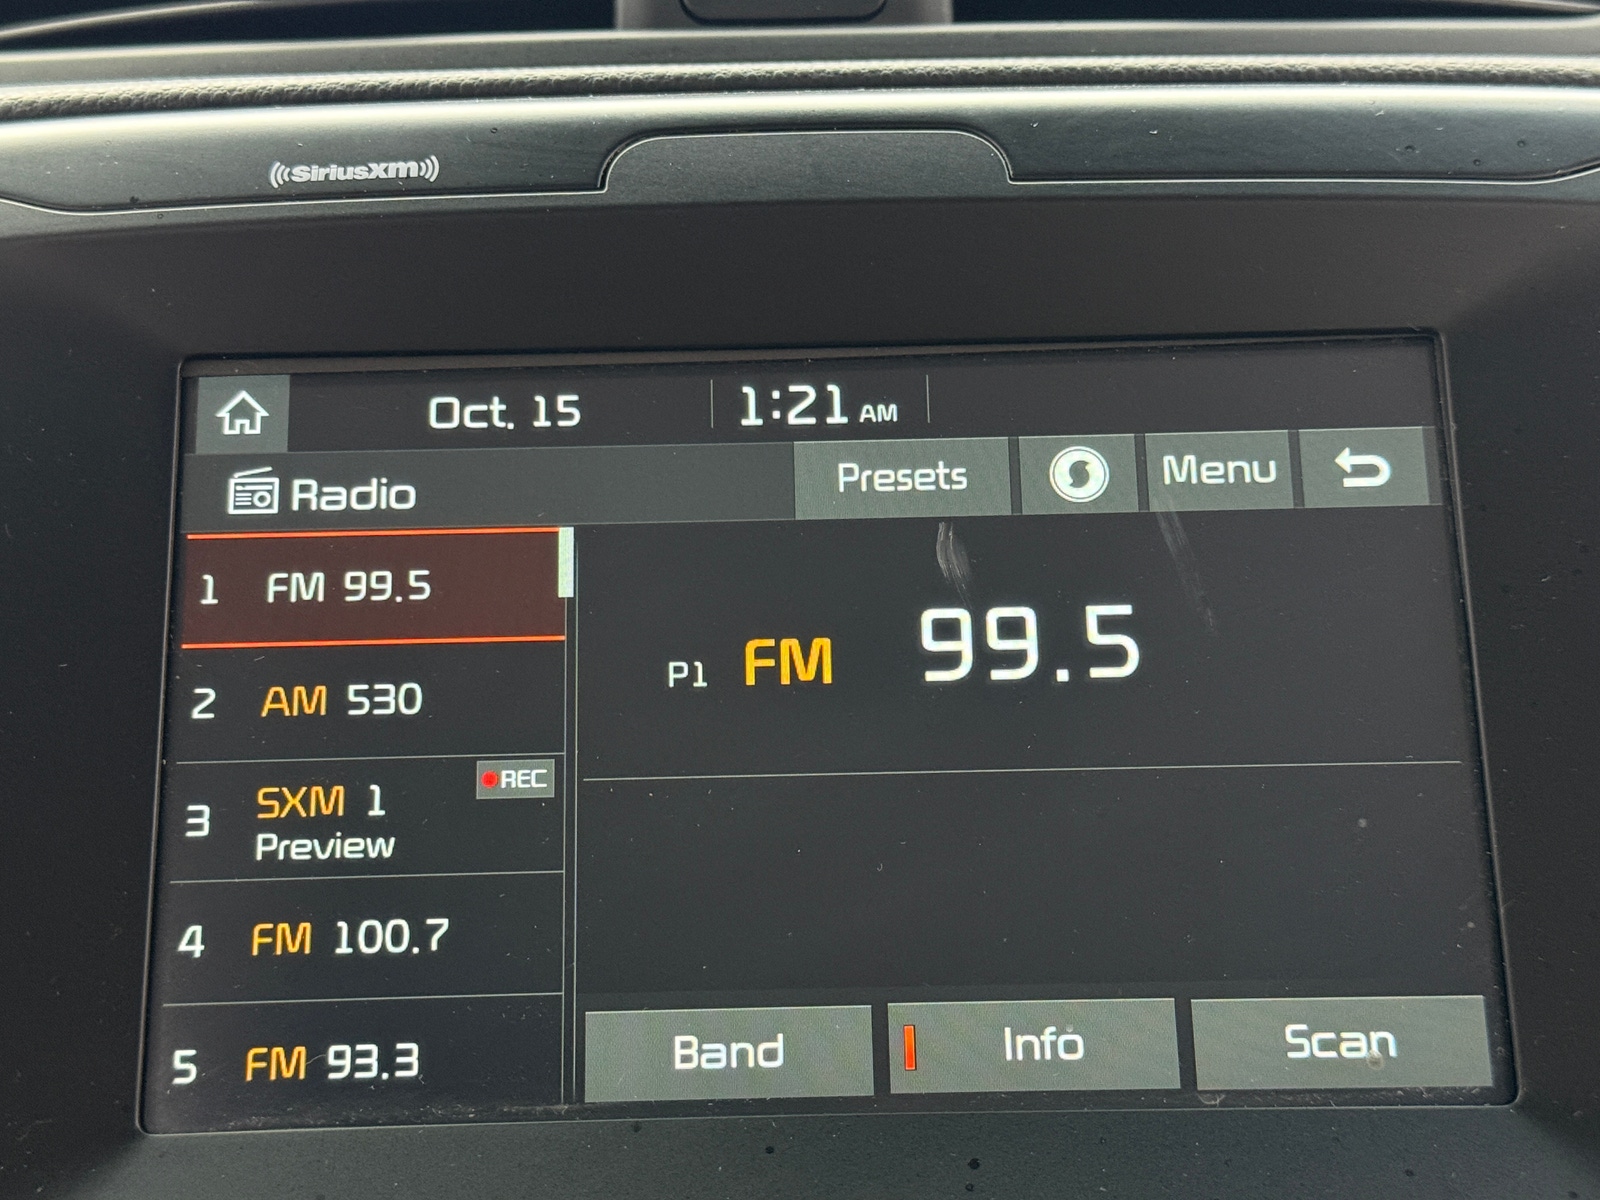 ((SiriusXM))
Oct. 15 1:21 AM
Radio Presets Menu
1 FM 99.5
2 AM 530
3 SXM 1 REC
Preview
4 FM 100.7
5 FM 93.3
P1 FM 99.5
Band Info Scan